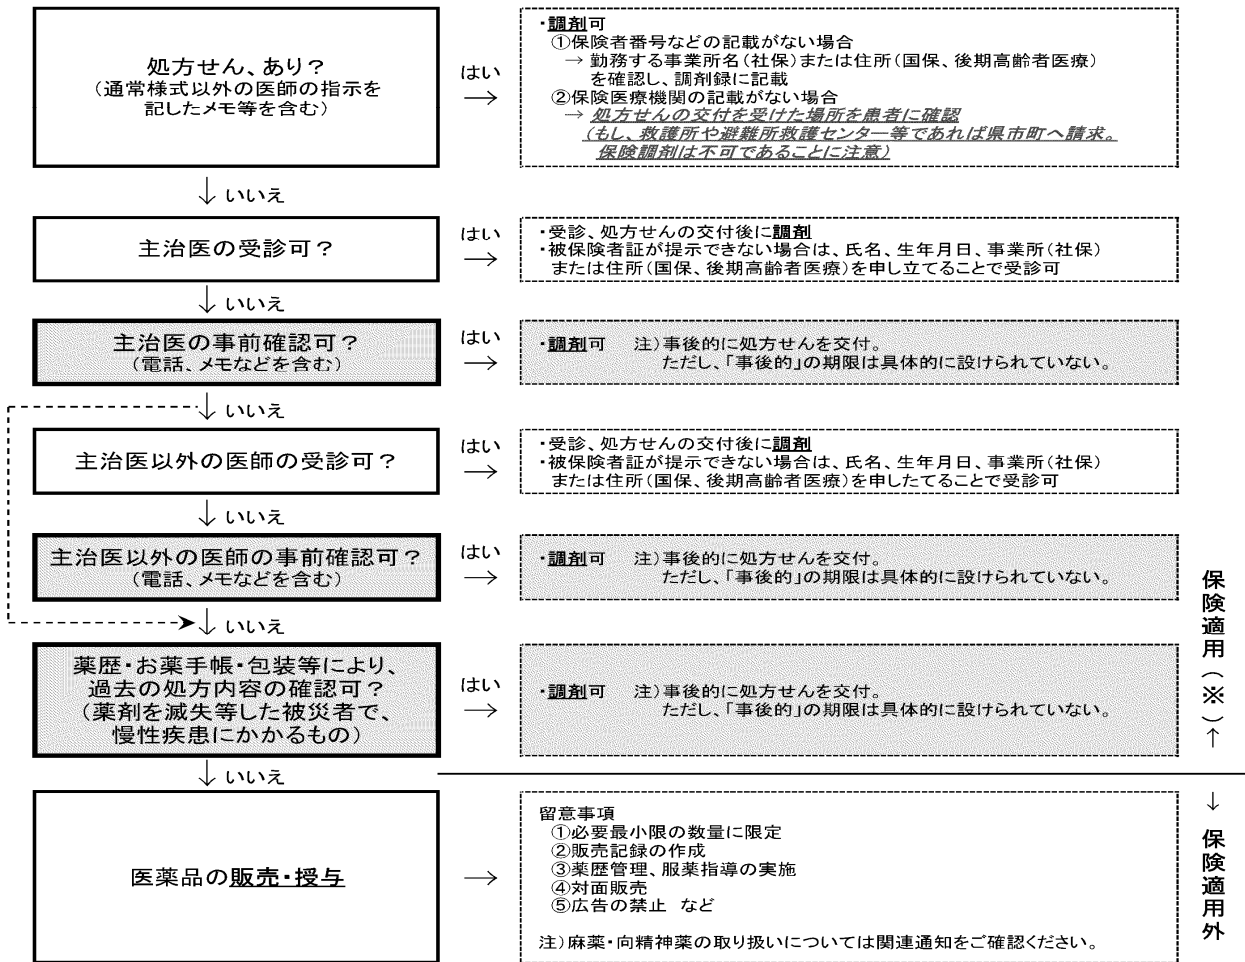 処方せん、あり?
(通常様式以外の医師の指示を
記したメモ等を含む)
はい
→
・調剤可
①保険者番号などの記載がない場合
→ 勤務する事業所名(社保)または住所(国保、後期高齢者医療)
を確認し、調剤録に記載
②保険医療機関の記載がない場合
→ 処方せんの交付を受けた場所を患者に確認
(もし、救護所や避難所救護センター等であれば県市町へ請求。
保険調剤は不可であることに注意)
↓ いいえ
主治医の受診可?
はい
→
・受診、処方せんの交付後に調剤
・被保険者証が提示できない場合は、氏名、生年月日、事業所(社保)
または住所(国保、後期高齢者医療)を申し立てることで受診可
↓ いいえ
主治医の事前確認可?
(電話、メモなどを含む)
はい
→
・調剤可 注)事後的に処方せんを交付。
ただし、「事後的」の期限は具体的に設けられていない。
↓ いいえ
主治医以外の医師の受診可?
はい
→
・受診、処方せんの交付後に調剤
・被保険者証が提示できない場合は、氏名、生年月日、事業所(社保)
または住所(国保、後期高齢者医療)を申したてることで受診可
↓ いいえ
主治医以外の医師の事前確認可?
(電話、メモなどを含む)
はい
→
・調剤可 注)事後的に処方せんを交付。
ただし、「事後的」の期限は具体的に設けられていない。
↓ いいえ
薬歴・お薬手帳・包装等により、
過去の処方内容の確認可?
(薬剤を滅失等した被災者で、
慢性疾患にかかるもの)
はい
→
・調剤可 注)事後的に処方せんを交付。
ただし、「事後的」の期限は具体的に設けられていない。
保険適用(※)↑
↓ いいえ
医薬品の販売・授与
→
留意事項
①必要最小限の数量に限定
②販売記録の作成
③薬歴管理、服薬指導の実施
④対面販売
⑤広告の禁止 など
注)麻薬・向精神薬の取り扱いについては関連通知をご確認ください。
↓保険適用外